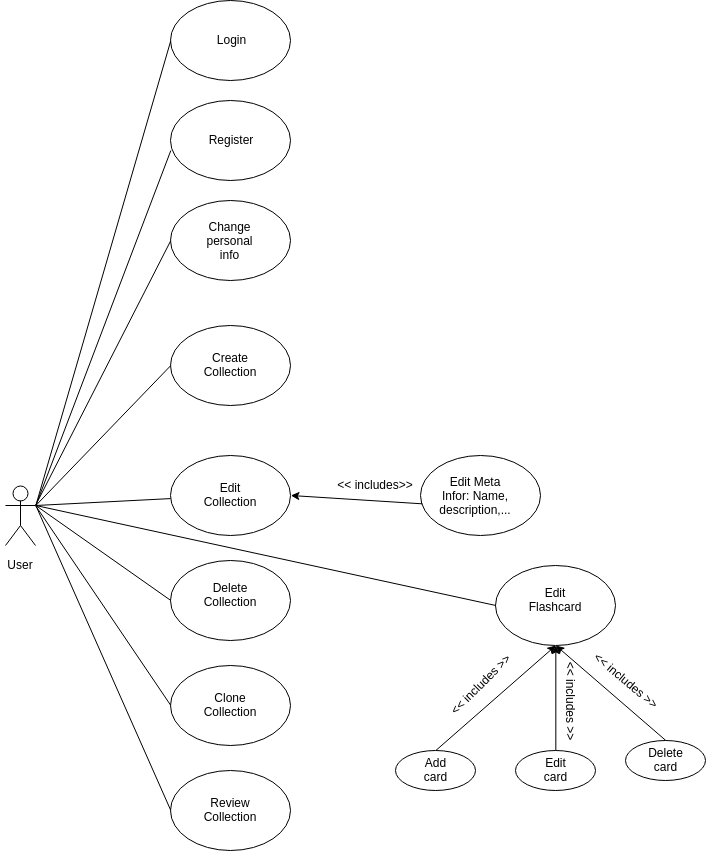 Login
Register
Change
personal
info
Create
Collection
Edit
Collection
<< includes>>
Edit Meta
Infor: Name,
description,...
User
Delete
Collection
Edit
Flashcard
Clone
Collection
<< includes >>
<< includes >>
<< includes >>
Add
card
Edit
card
Delete
card
Review
Collection